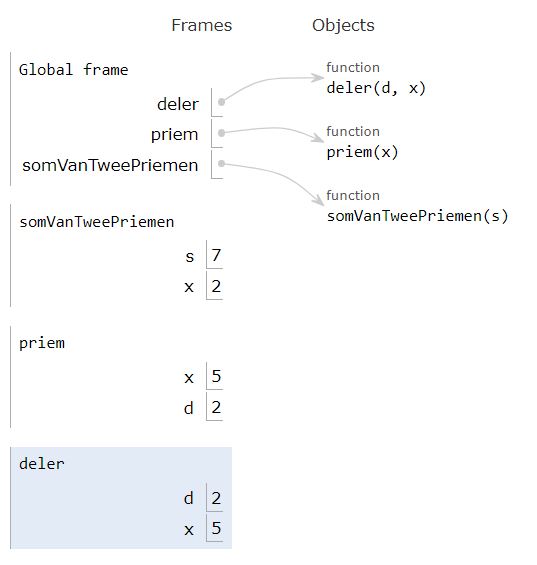 Frames Objects
Global frame
deler
priem
somVanTweePriemen
function
deler(d, x)
function
priem(x)
function
somVanTweePriemen(s)
somVanTweePriemen
s 7
x 2
priem
x 5
d 2
deler
d 2
x 5